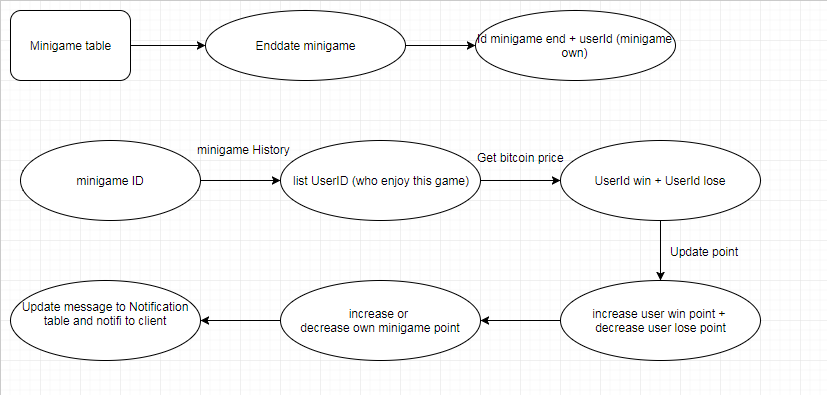 Minigame table
Enddate minigame
Id minigame end + userId (minigame
own)
minigame ID
minigame History
list UserID (who enjoy this game)
Get bitcoin price
UserId win + UserId lose
Update point
Update message to Notification
table and notifi to client
increase or
decrease own minigame point
increase user win point +
decrease user lose point